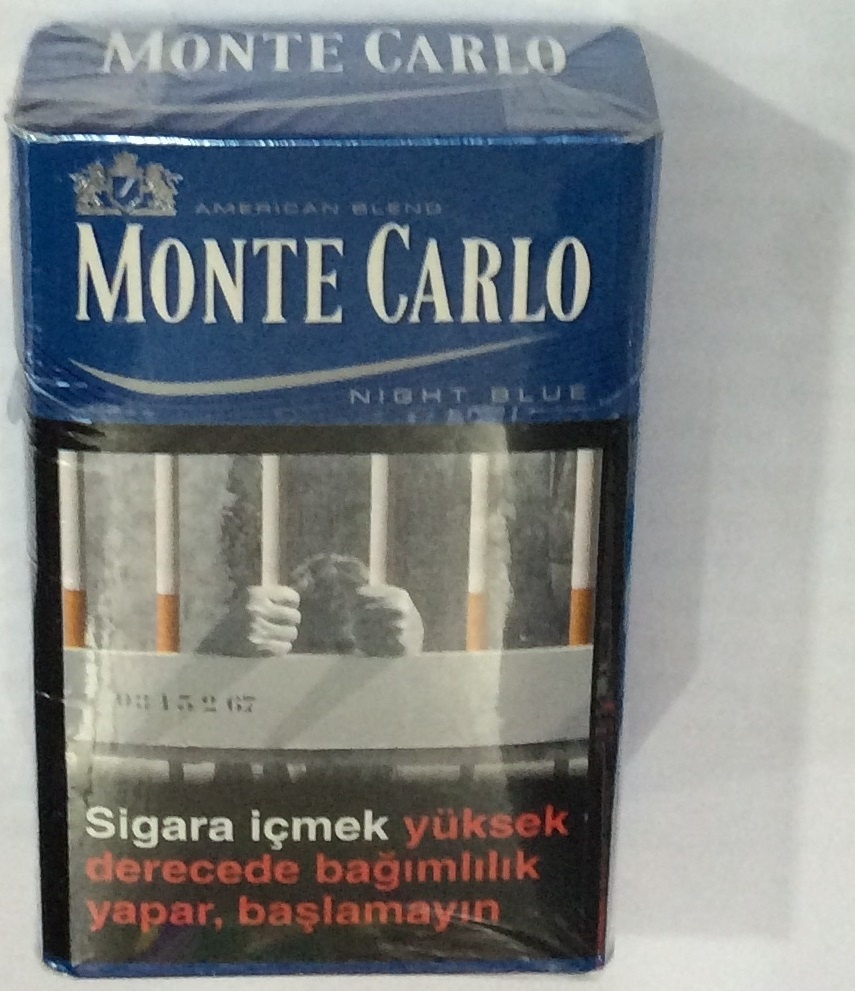 MONTE CARLO
AMERICAN BLEND
MONTE CARLO
NIGHT BLUE
Sigara içmek yüksek
derecede bağımlılık
yapar, başlamayın